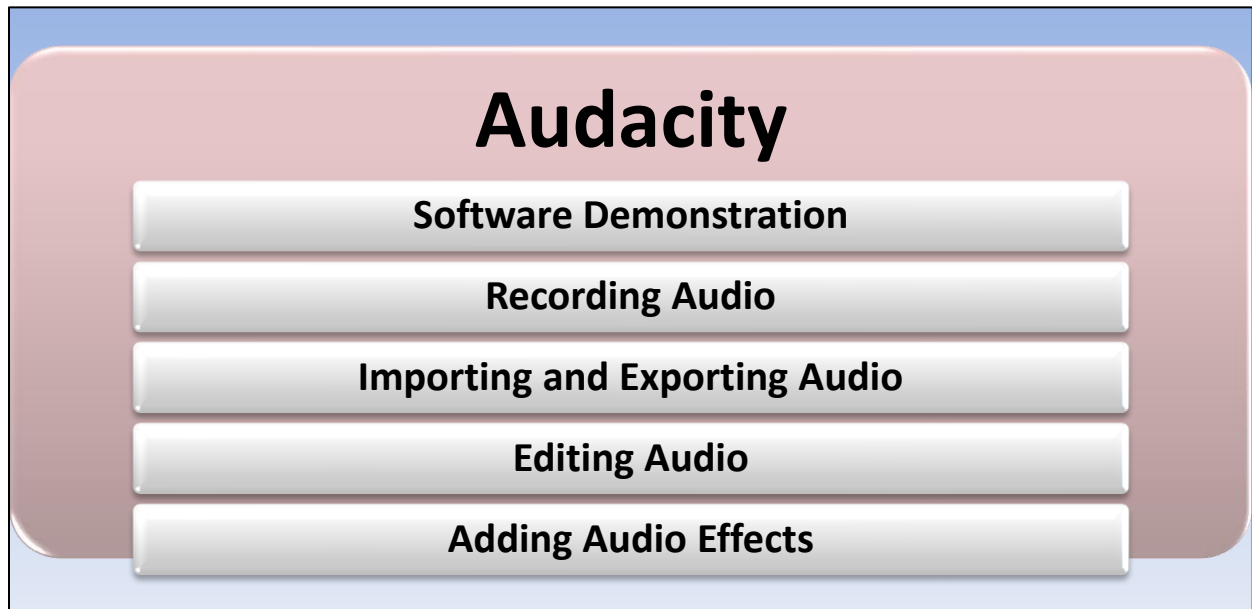 Audacity
Software Demonstration
Recording Audio
Importing and Exporting Audio
Editing Audio
Adding Audio Effects